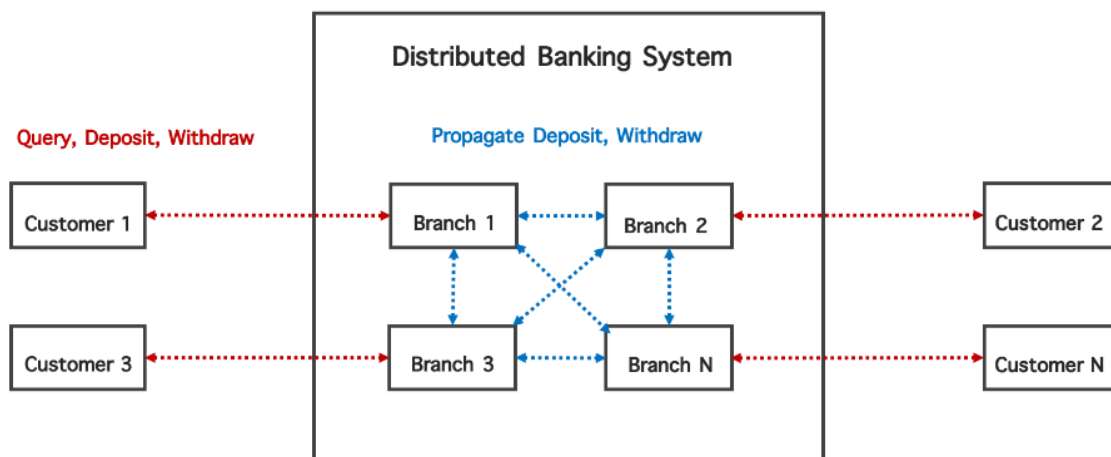 Distributed Banking System
Query, Deposit, Withdraw
Propagate Deposit, Withdraw
Customer 1
Branch 1
Branch 2
Customer 2
Customer 3
Branch 3
Branch N
Customer N